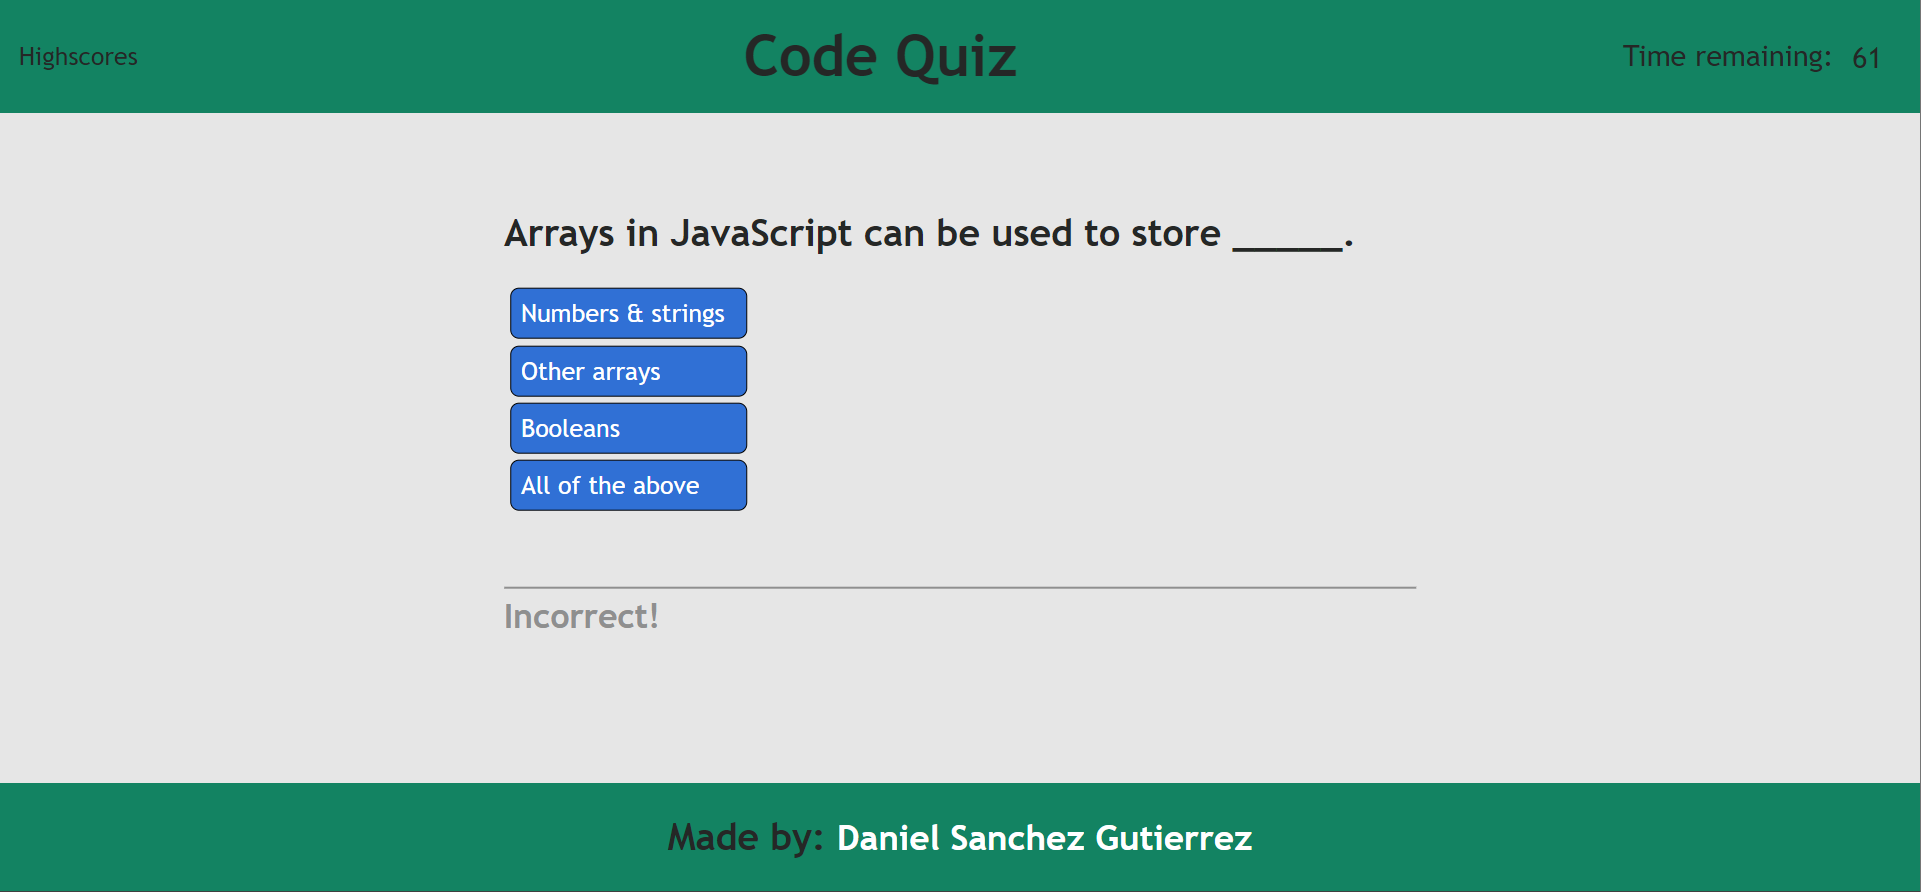 Highscores
Code Quiz
Time remaining: 61
Arrays in JavaScript can be used to store _____.
Numbers & strings
Other arrays
Booleans
All of the above
Incorrect!
Made by: Daniel Sanchez Gutierrez